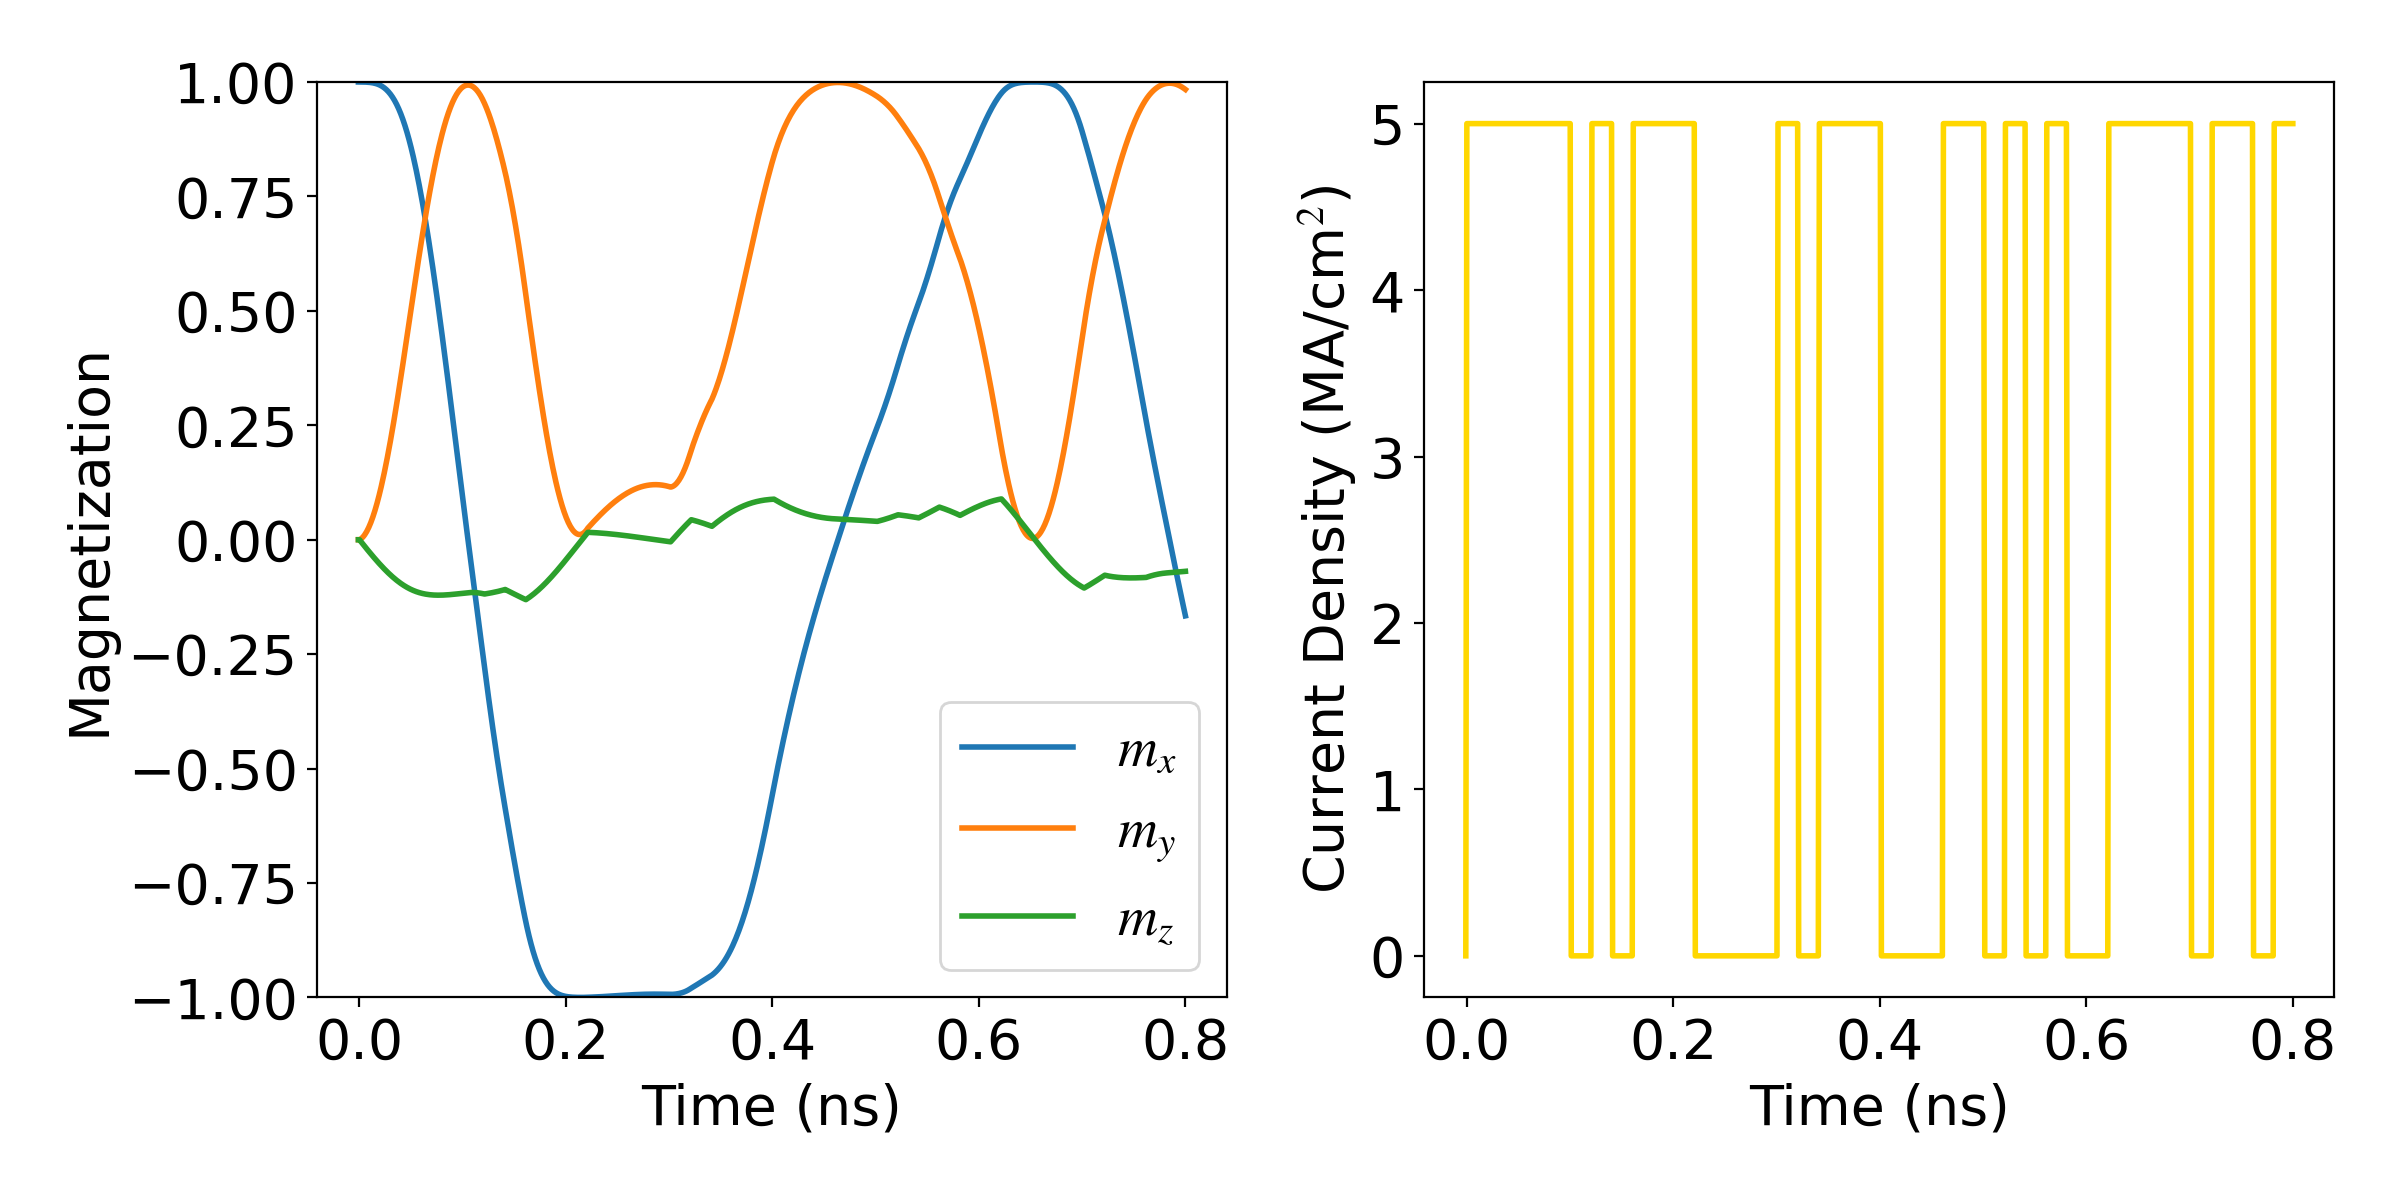 Magnetization
1.00
0.75
0.50
0.25
0.00
−0.25
−0.50
−0.75
−1.00
0.0 0.2 0.4 0.6 0.8
Time (ns)
m_x
m_y
m_z
Current Density (MA/cm²)
5
4
3
2
1
0
0.0 0.2 0.4 0.6 0.8
Time (ns)